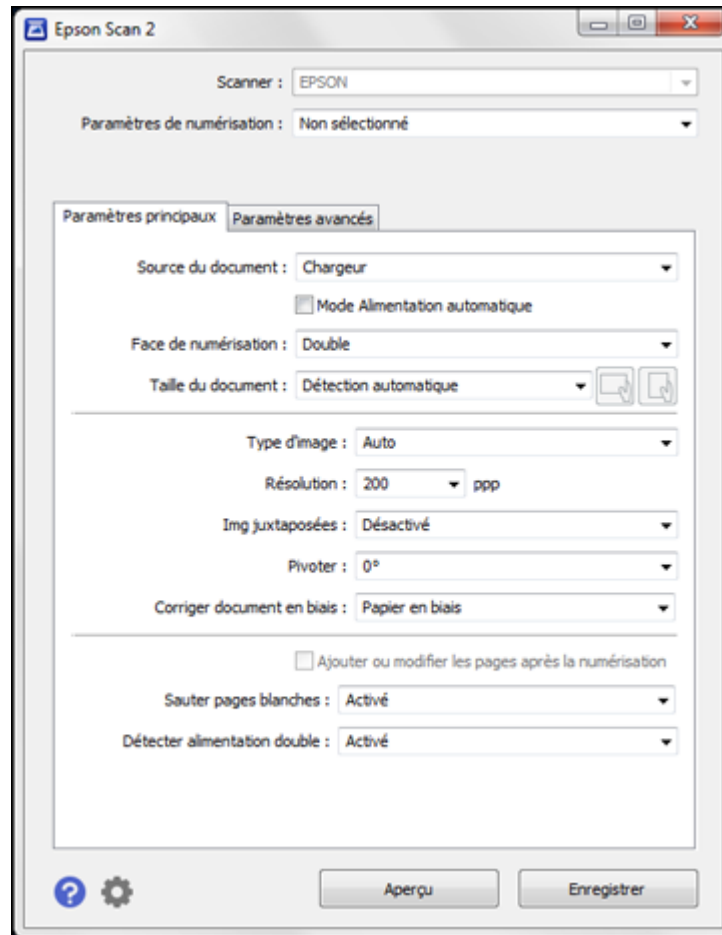 Epson Scan 2
Scanner : EPSON
Paramètres de numérisation : Non sélectionné
Paramètres principaux Paramètres avancés
Source du document : Chargeur
Mode Alimentation automatique
Face de numérisation : Double
Taille du document : Détection automatique
Type d'image : Auto
Résolution : 200 ppp
Img juxtaposées : Désactivé
Pivoter : 0°
Corriger document en biais : Papier en biais
Ajouter ou modifier les pages après la numérisation
Sauter pages blanches : Activé
Détecter alimentation double : Activé
? Aperçu Enregistrer